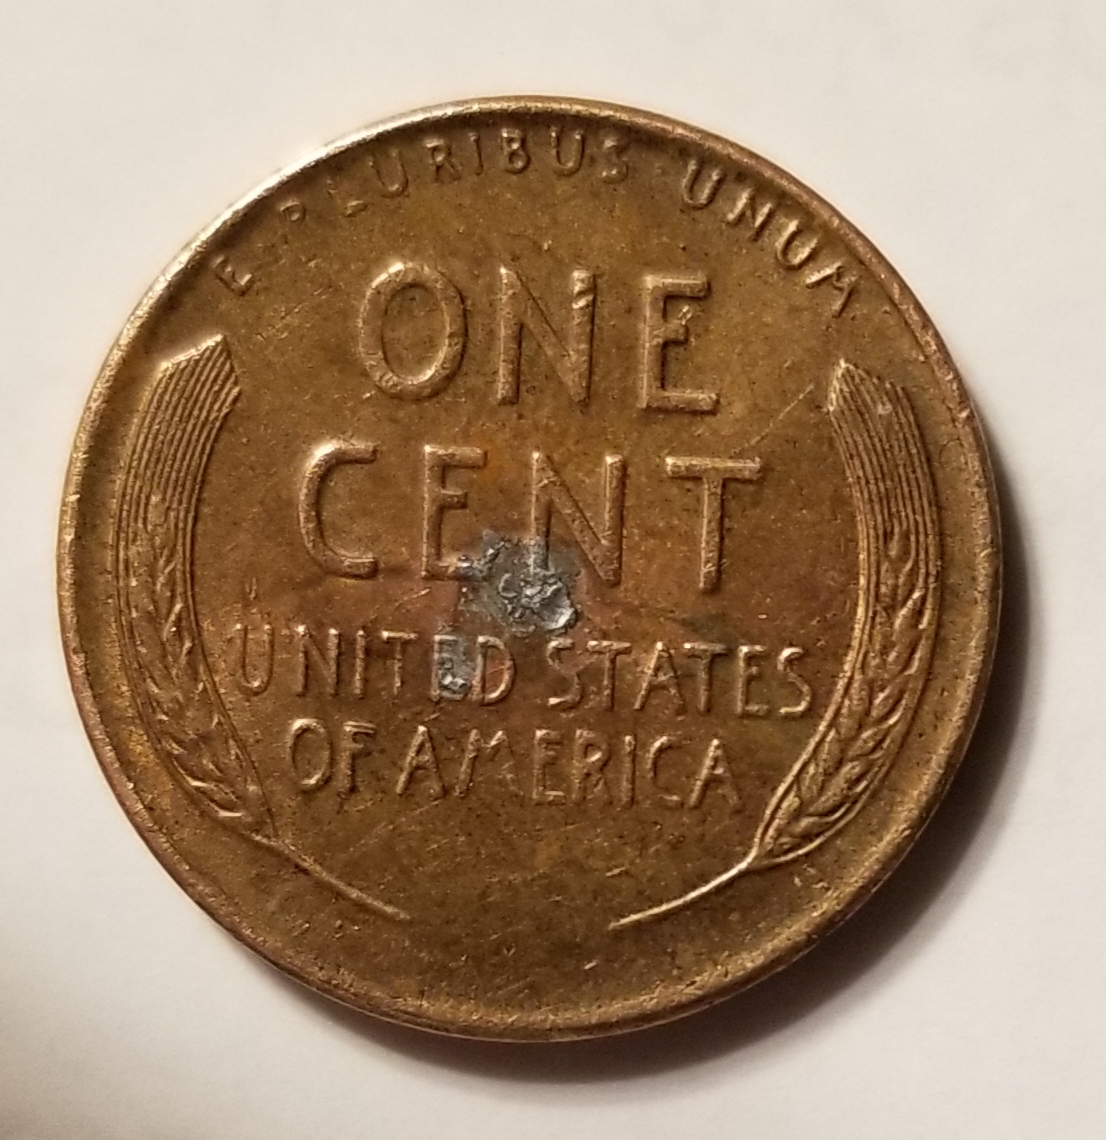 E PLURIBUS UNUM
ONE
CENT
UNITED STATES
OF AMERICA